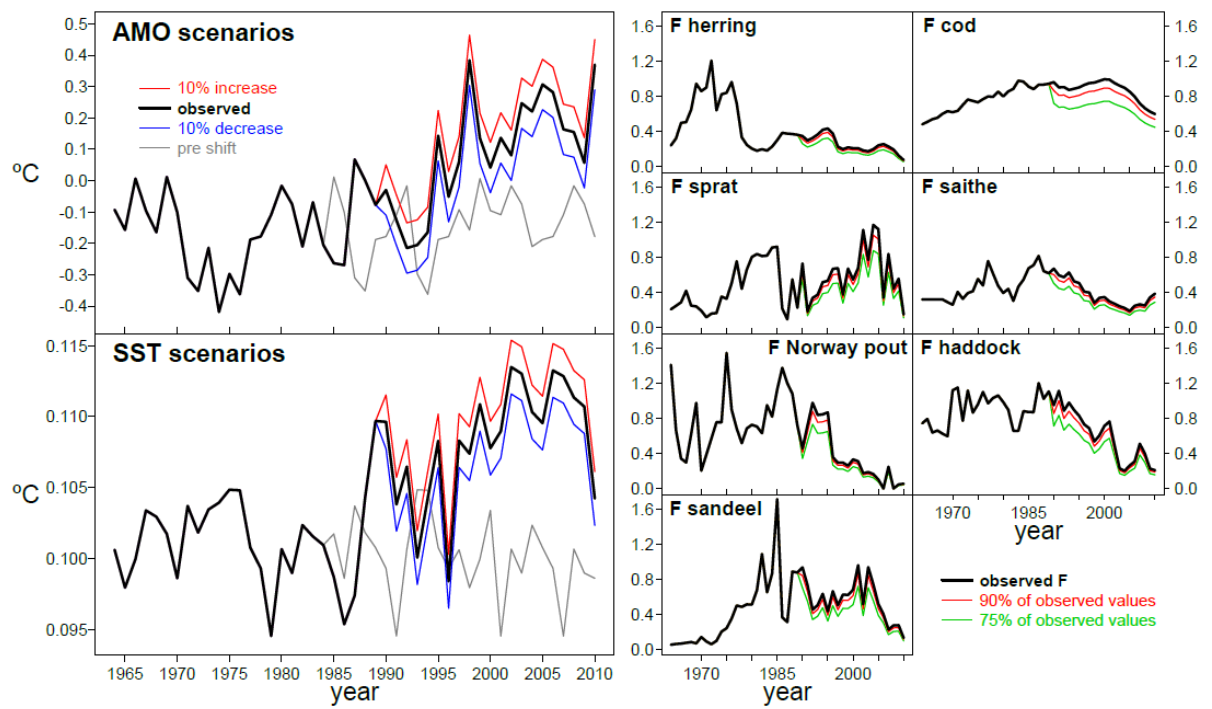 AMO scenarios
10% increase
observed
10% decrease
pre shift
ºC
0.5
0.4
0.3
0.2
0.1
0.0
-0.1
-0.2
-0.3
-0.4
SST scenarios
ºC
0.115
0.110
0.105
0.100
0.095
1965 1970 1975 1980 1985 1990 1995 2000 2005 2010
year
F herring
1.6
1.2
0.8
0.4
0.0
F cod
1.6
1.2
0.8
0.4
0.0
F sprat
1.6
1.2
0.8
0.4
0.0
F saithe
1.6
1.2
0.8
0.4
0.0
F Norway pout
1.6
1.2
0.8
0.4
0.0
F haddock
1.6
1.2
0.8
0.4
0.0
1970 1985 2000
year
F sandeel
1.6
1.2
0.8
0.4
0.0
1970 1985 2000
year
observed F
90% of observed values
75% of observed values